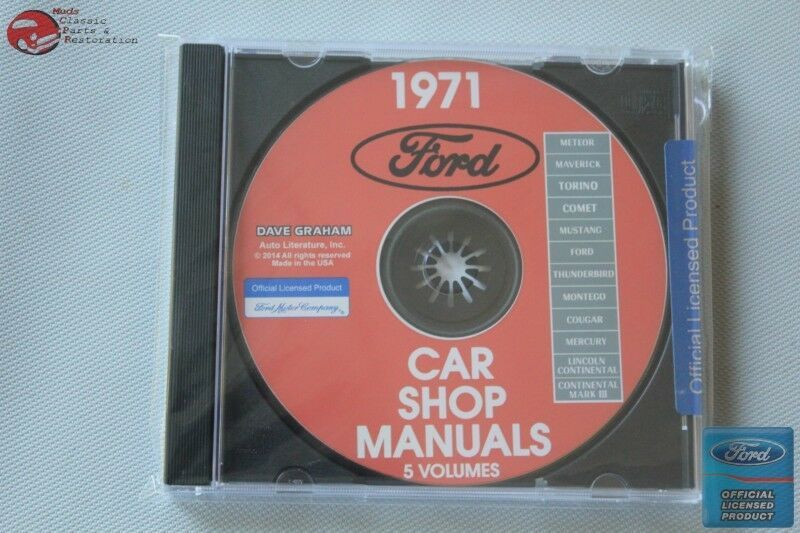 Muds
Classic
Parts &
Restoration
1971
Ford
METEOR
MAVERICK
TORINO
COMET
MUSTANG
FORD
THUNDERBIRD
MONTEGO
COUGAR
MERCURY
LINCOLN
CONTINENTAL
CONTINENTAL
MARK III
DAVE GRAHAM
Auto Literature, Inc.
© 2014 All rights reserved
Made in the USA
Official Licensed Product
Ford Motor Company
CAR
SHOP
MANUALS
5 VOLUMES
Official Licensed Product
Ford
OFFICIAL
LICENSED
PRODUCT